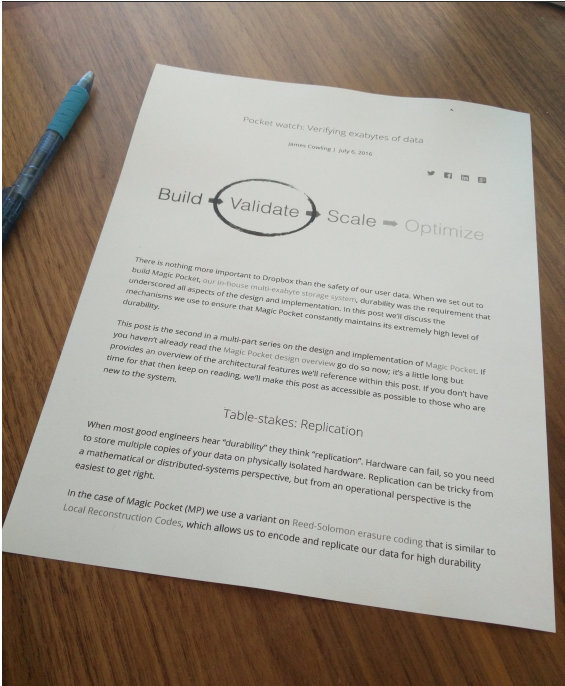 Pocket watch: Verifying exabytes of data
James Cowling | July 6, 2016
Build Validate Scale Optimize
There is nothing more important to Dropbox than the safety of our user data. When we set out to
build Magic Pocket, our in-house multi-exabyte storage system, durability was the requirement that
underscored all aspects of the design and implementation. In this post we'll discuss the
mechanisms we use to ensure that Magic Pocket constantly maintains its extremely high level of
durability.
This post is the second in a multi-part series on the design and implementation of Magic Pocket. If
you haven't already read the Magic Pocket design overview go do so now; it's a little long but
provides an overview of the architectural features we'll reference within this post. If you don't have
time for that then keep on reading, we'll make this post as accessible as possible to those who are
new to the system.
Table-stakes: Replication
When most good engineers hear "durability" they think "replication". Hardware can fail, so you need
to store multiple copies of your data on physically isolated hardware. Replication can be tricky from
a mathematical or distributed-systems perspective, but from an operational perspective is the
easiest to get right.
In the case of Magic Pocket (MP) we use a variant on Reed-Solomon erasure coding that is similar to
Local Reconstruction Codes, which allows us to encode and replicate our data for high durability